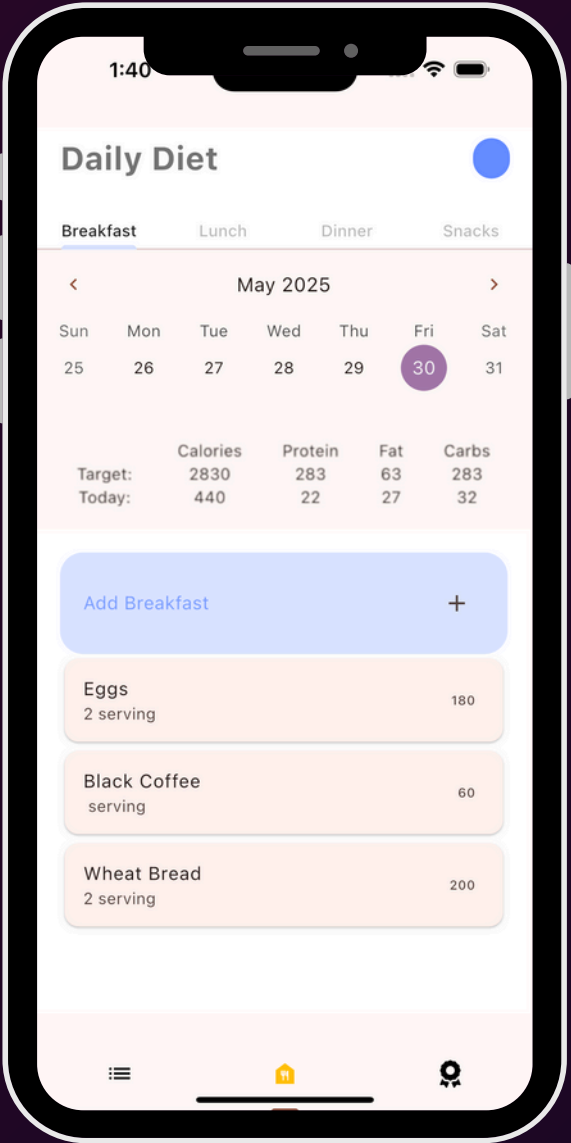 1:40
Daily Diet
Breakfast Lunch Dinner Snacks
May 2025
Sun Mon Tue Wed Thu Fri Sat
25 26 27 28 29 30 31
Calories Protein Fat Carbs
Target: 2830 283 63 283
Today: 440 22 27 32
Add Breakfast +
Eggs
2 serving
180
Black Coffee
serving
60
Wheat Bread
2 serving
200